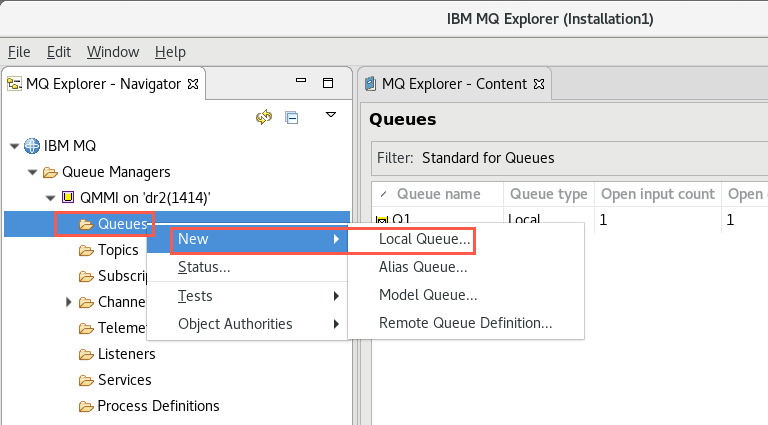 IBM MQ Explorer (Installation1)
File Edit Window Help
MQ Explorer - Navigator
MQ Explorer - Content
Queues
IBM MQ
Queue Managers
Filter: Standard for Queues
QMMI on 'dr2(1414)'
Queue name Queue type Open input count Open
Queues
Q1 Local 1 1
New
Local Queue...
Topics
Status...
Alias Queue...
Subscrip
Tests
Model Queue...
Channe
Object Authorities
Remote Queue Definition...
Teleme
Listeners
Services
Process Definitions